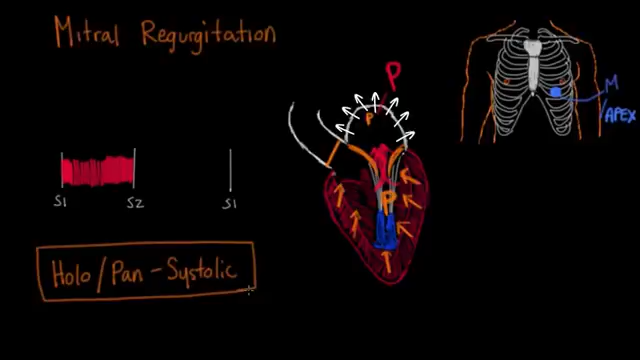 Mitral Regurgitation
P
P
P
M
/APEX
S1
S2
S1
Holo/Pan-Systolic